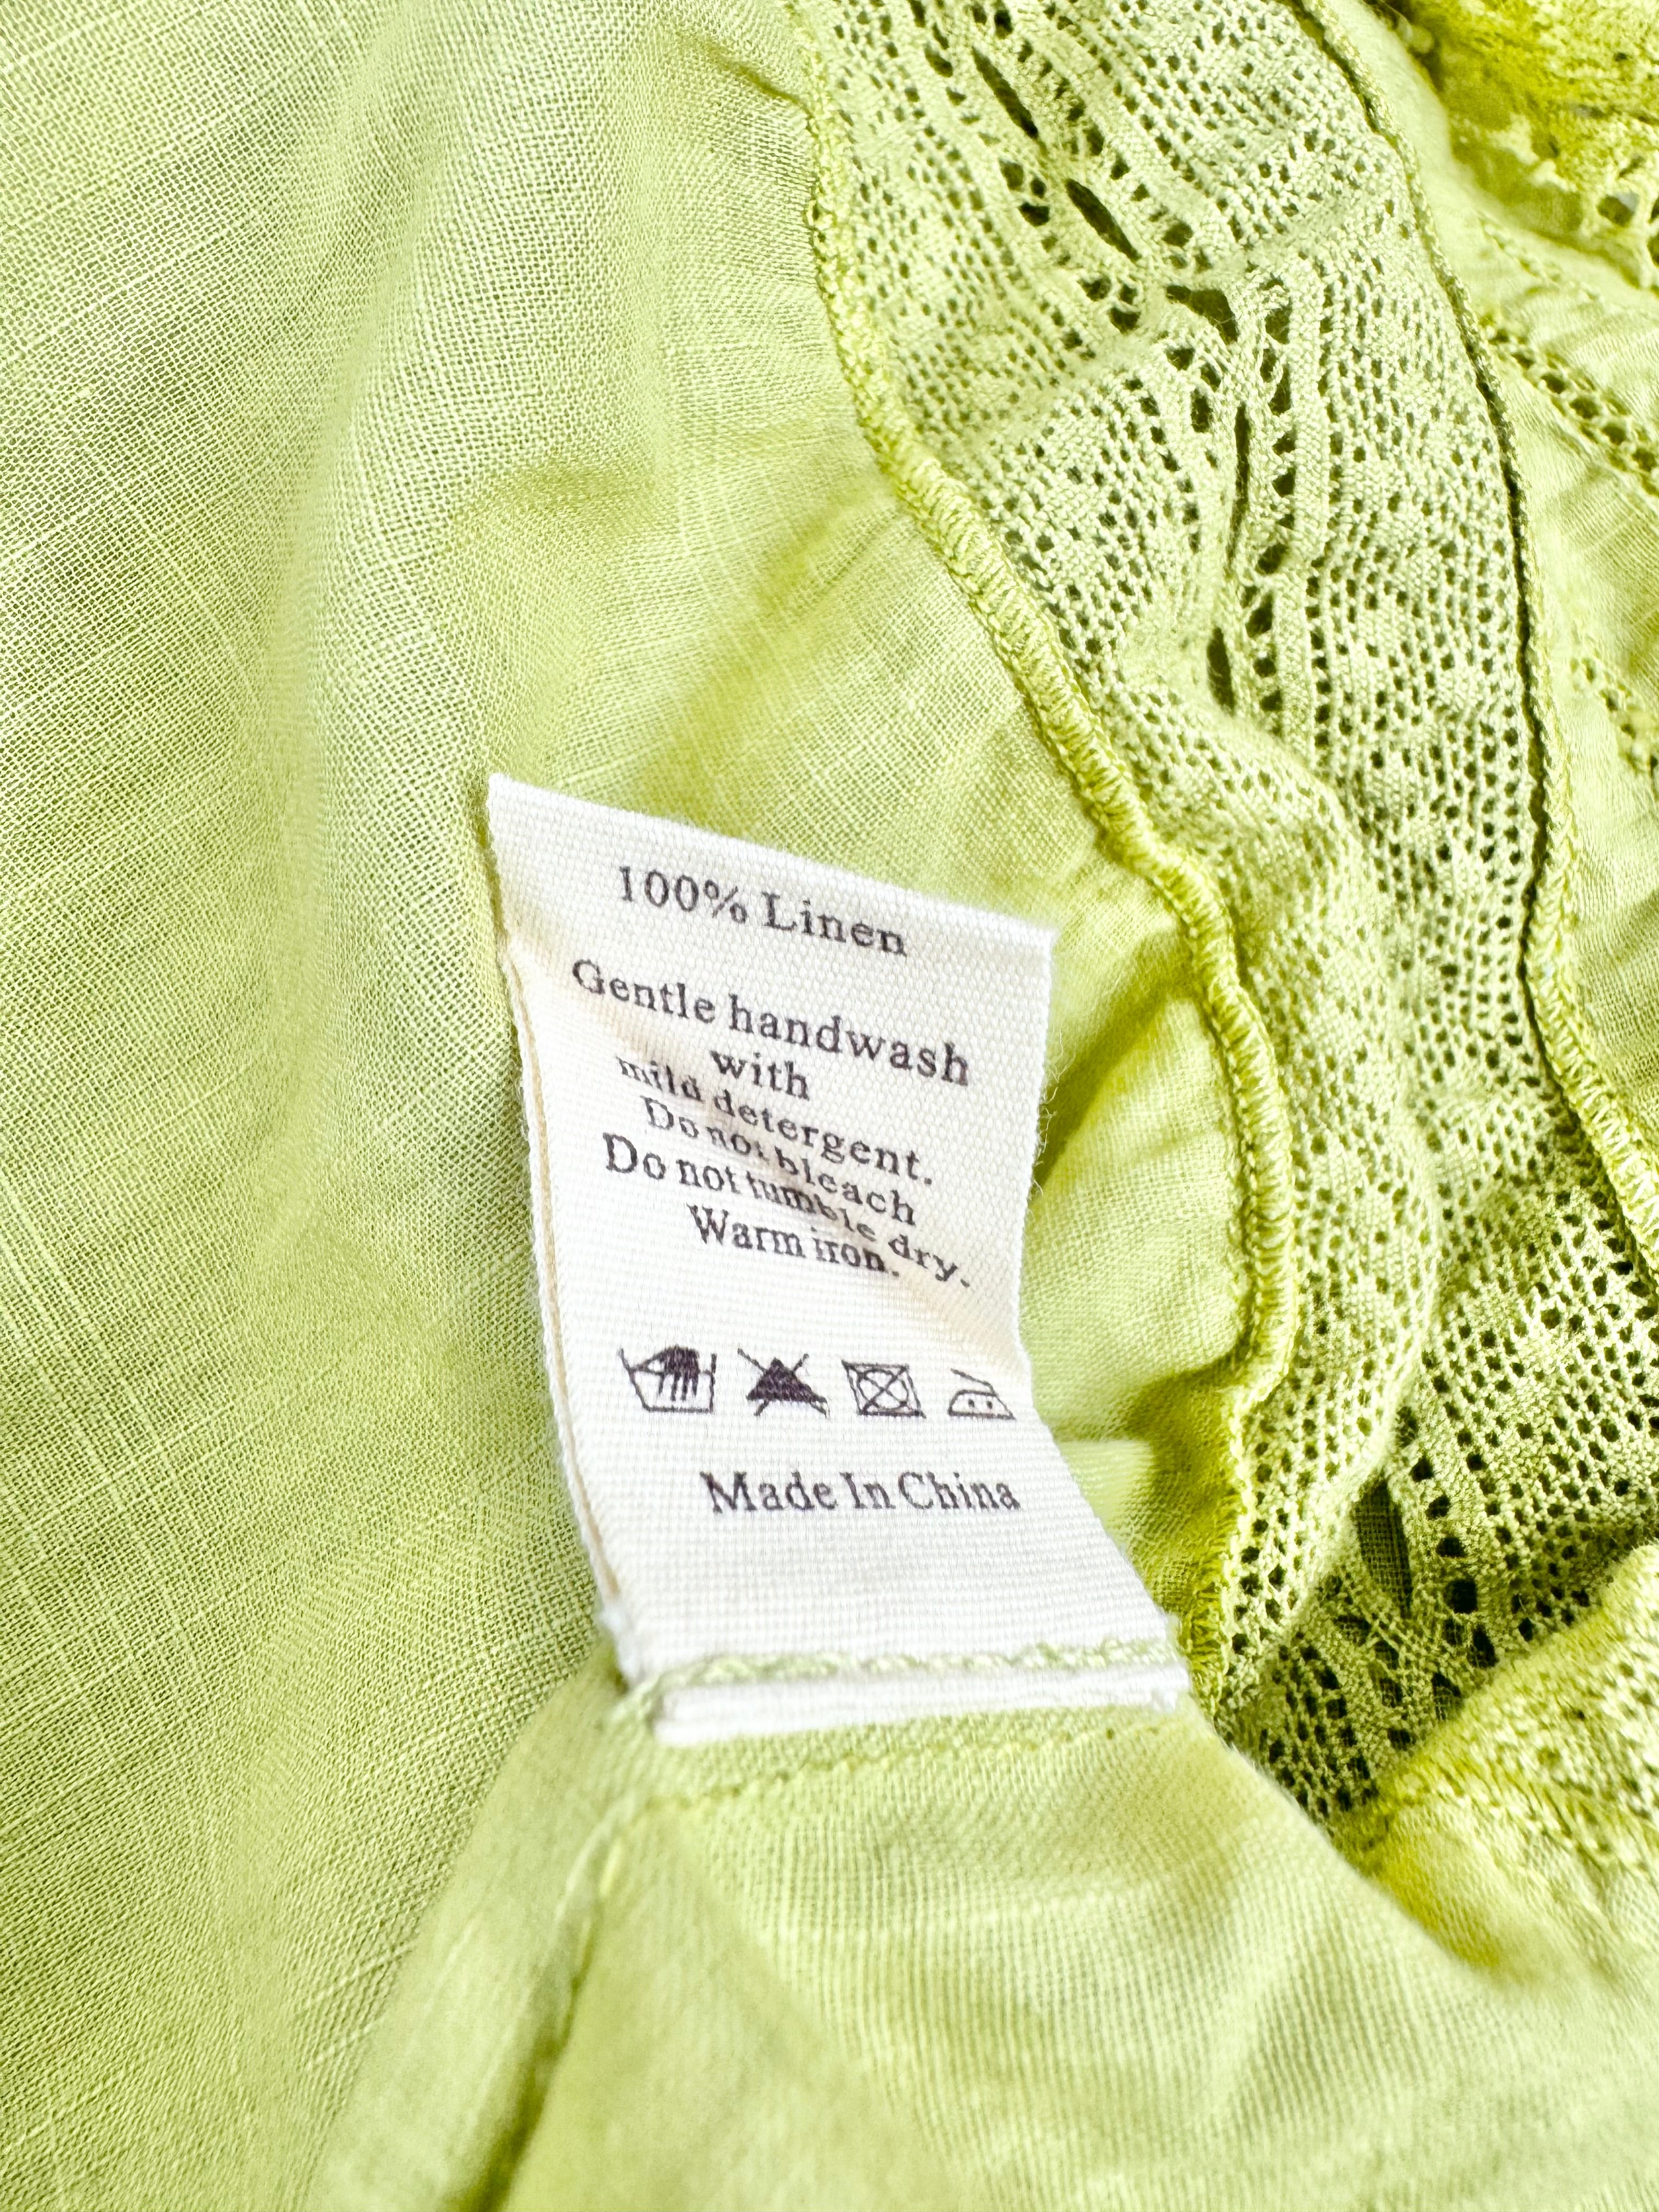 100% Linen
Gentle handwash
with
mild detergent.
Do not bleach
Do not tumble dry.
Warm iron.
Made In China